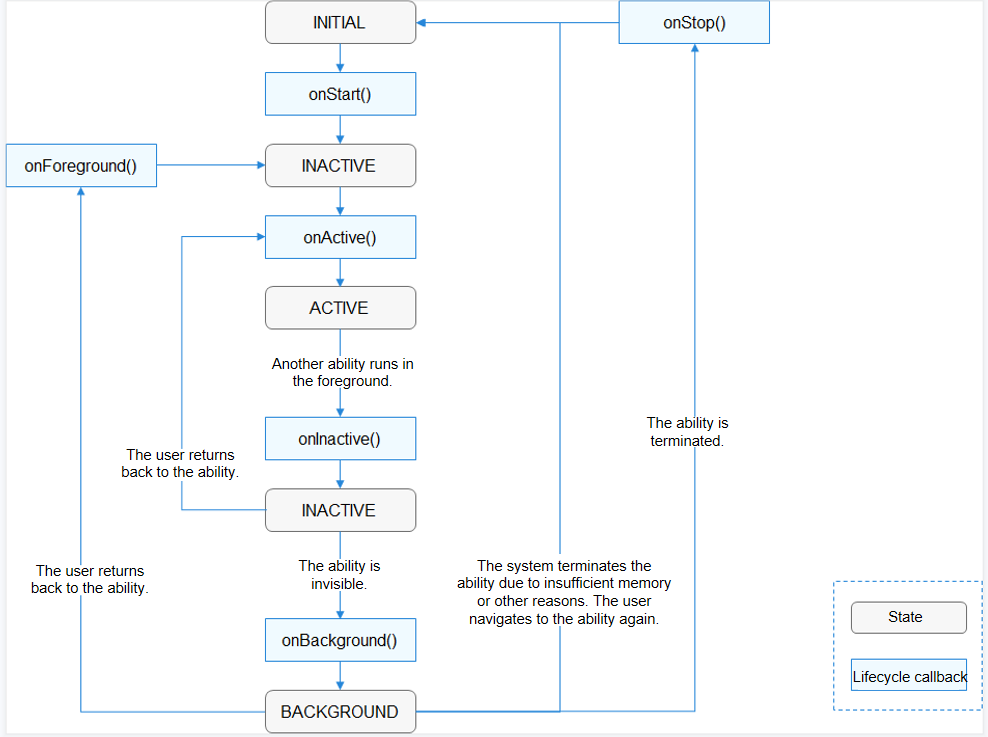 INITIAL
onStop()
onStart()
onForeground()
INACTIVE
onActive()
ACTIVE
Another ability runs in
the foreground.
onInactive()
The ability is
terminated.
The user returns
back to the ability.
INACTIVE
The user returns
back to the ability.
The ability is
invisible.
The system terminates the
ability due to insufficient memory
or other reasons. The user
navigates to the ability again.
State
onBackground()
Lifecycle callback
BACKGROUND